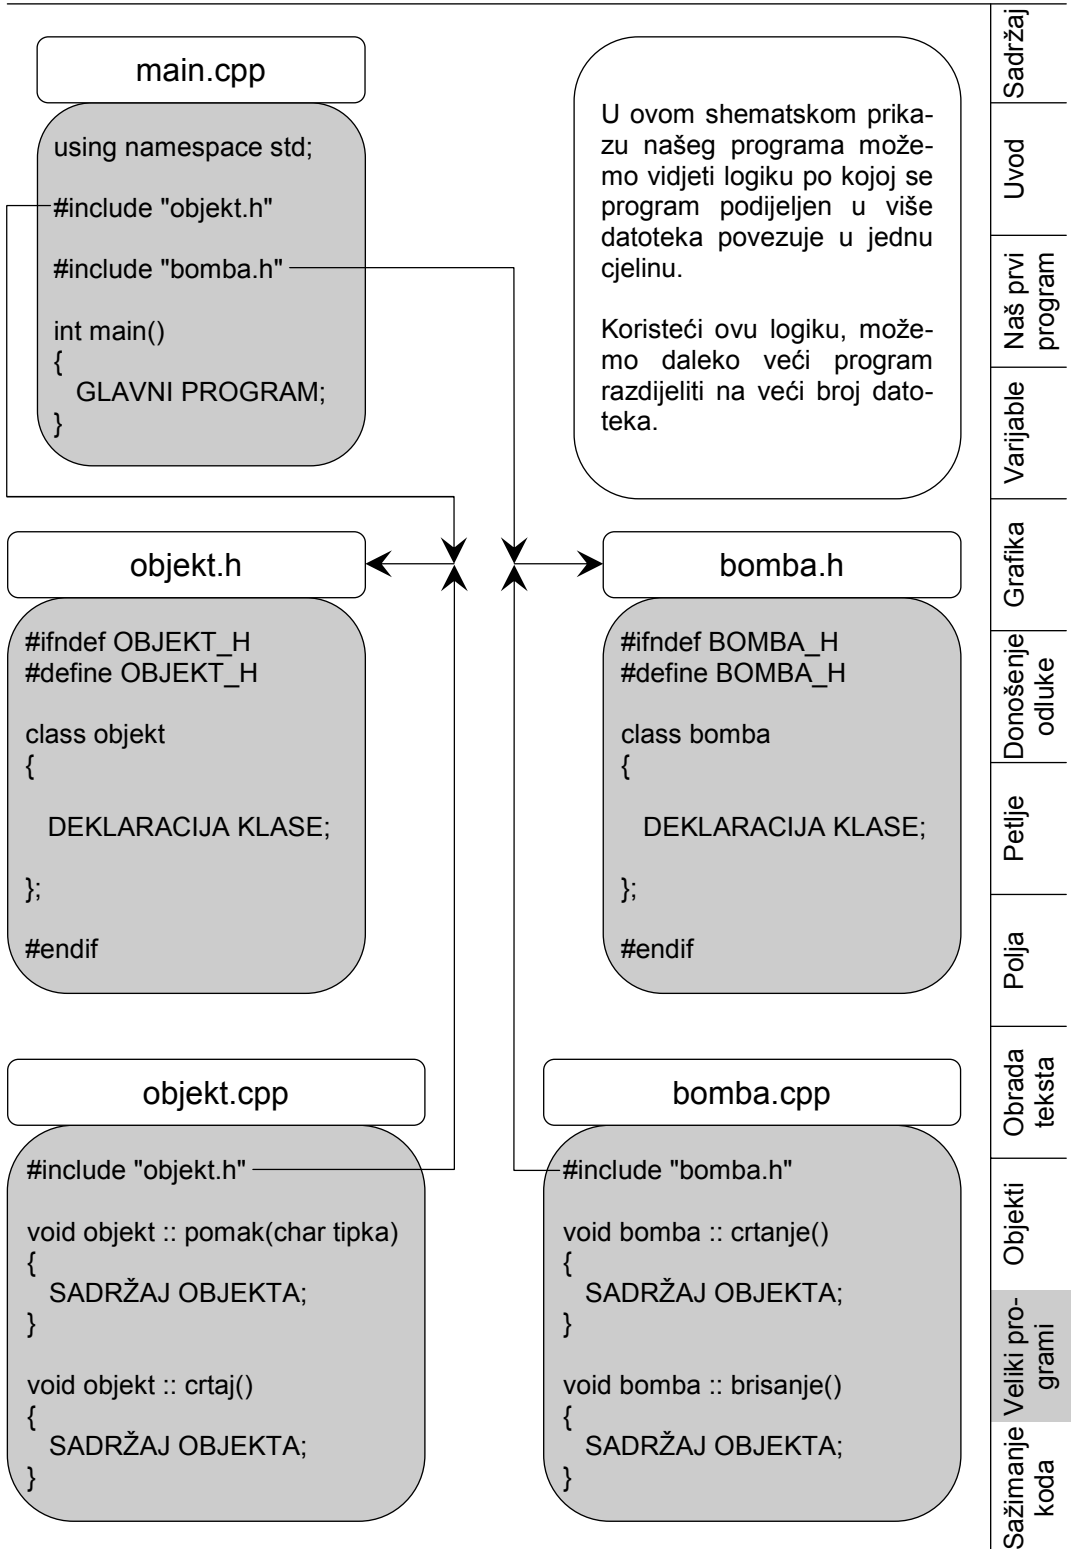 main.cpp
using namespace std;
#include "objekt.h"
#include "bomba.h"
int main()
{
GLAVNI PROGRAM;
}
U ovom shematskom prika-
zu našeg programa može-
mo vidjeti logiku po kojoj se
program podijeljen u više
datoteka povezuje u jednu
cjelinu.
Koristeći ovu logiku, može-
mo daleko veći program
razdijeliti na veći broj dato-
teka.
objekt.h
#ifndef OBJEKT_H
#define OBJEKT_H
class objekt
{
DEKLARACIJA KLASE;
};
#endif
bomba.h
#ifndef BOMBA_H
#define BOMBA_H
class bomba
{
DEKLARACIJA KLASE;
};
#endif
objekt.cpp
#include "objekt.h"
void objekt :: pomak(char tipka)
{
SADRŽAJ OBJEKTA;
}
void objekt :: crtaj()
{
SADRŽAJ OBJEKTA;
}
bomba.cpp
#include "bomba.h"
void bomba :: crtanje()
{
SADRŽAJ OBJEKTA;
}
void bomba :: brisanje()
{
SADRŽAJ OBJEKTA;
}
Sadržaj
Uvod
Naš prvi
program
Varijable
Grafika
Donošenje
odluke
Petlje
Polja
Obrada
teksta
Objekti
Veliki pro-
grami
Sažimanje
koda